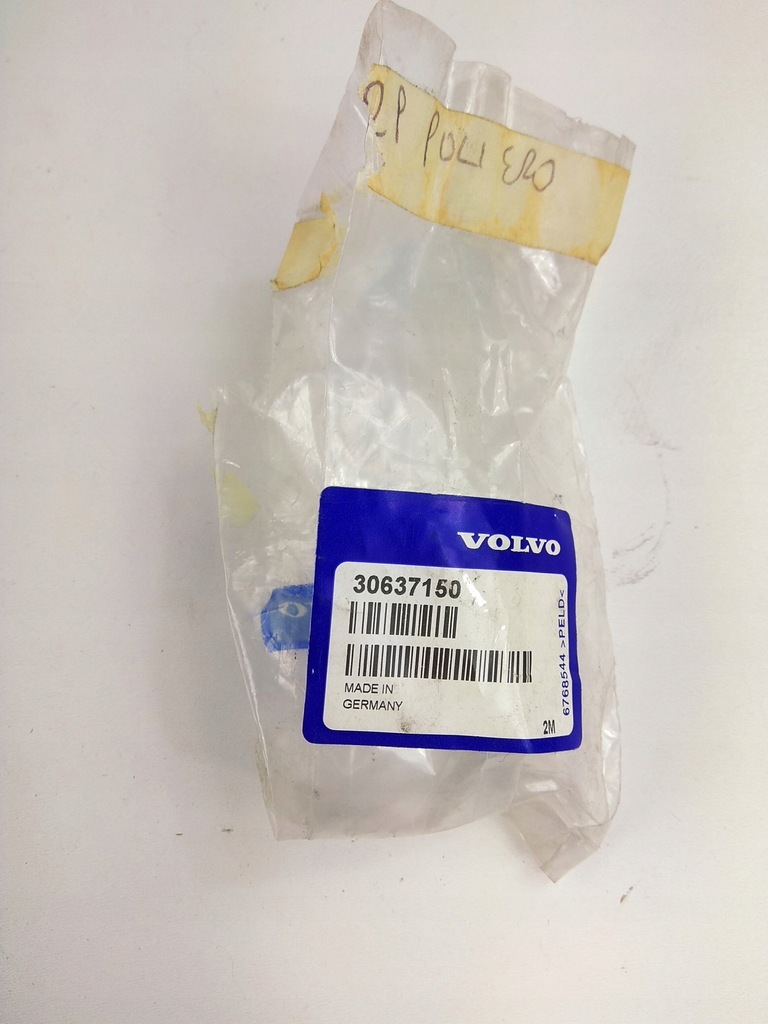 VOLVO
30637150
MADE IN
GERMANY
2M
6768544 >PELD<